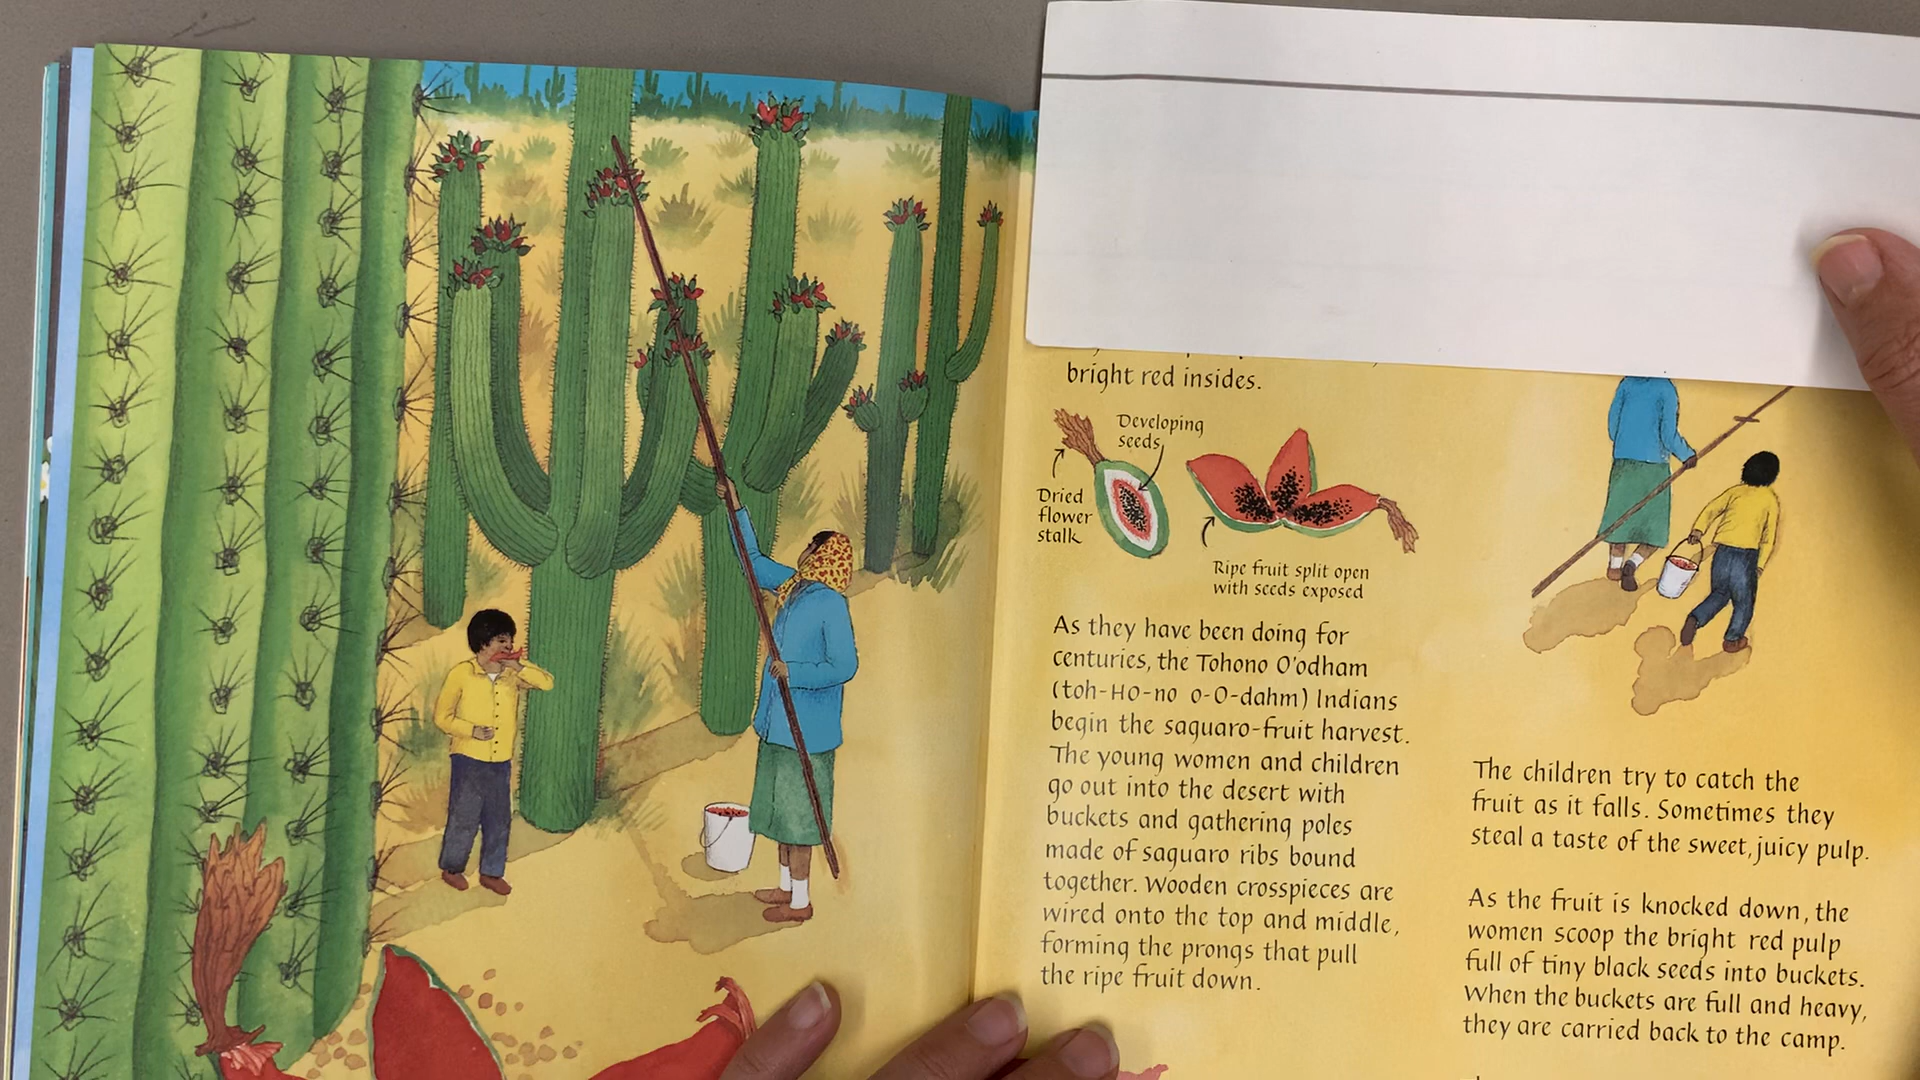 bright red insides.
Developing
seeds
Dried
flower
stalk
Ripe fruit split open
with seeds exposed
As they have been doing for
centuries, the Tohono O'odham
(toh-HO-no o-O-dahm) Indians
begin the saguaro-fruit harvest.
The young women and children
go out into the desert with
buckets and gathering poles
made of saguaro ribs bound
together. Wooden crosspieces are
wired onto the top and middle,
forming the prongs that pull
the ripe fruit down.
The children try to catch the
fruit as it falls. Sometimes they
steal a taste of the sweet, juicy pulp.
As the fruit is knocked down, the
women scoop the bright red pulp
full of tiny black seeds into buckets.
When the buckets are full and heavy,
they are carried back to the camp.